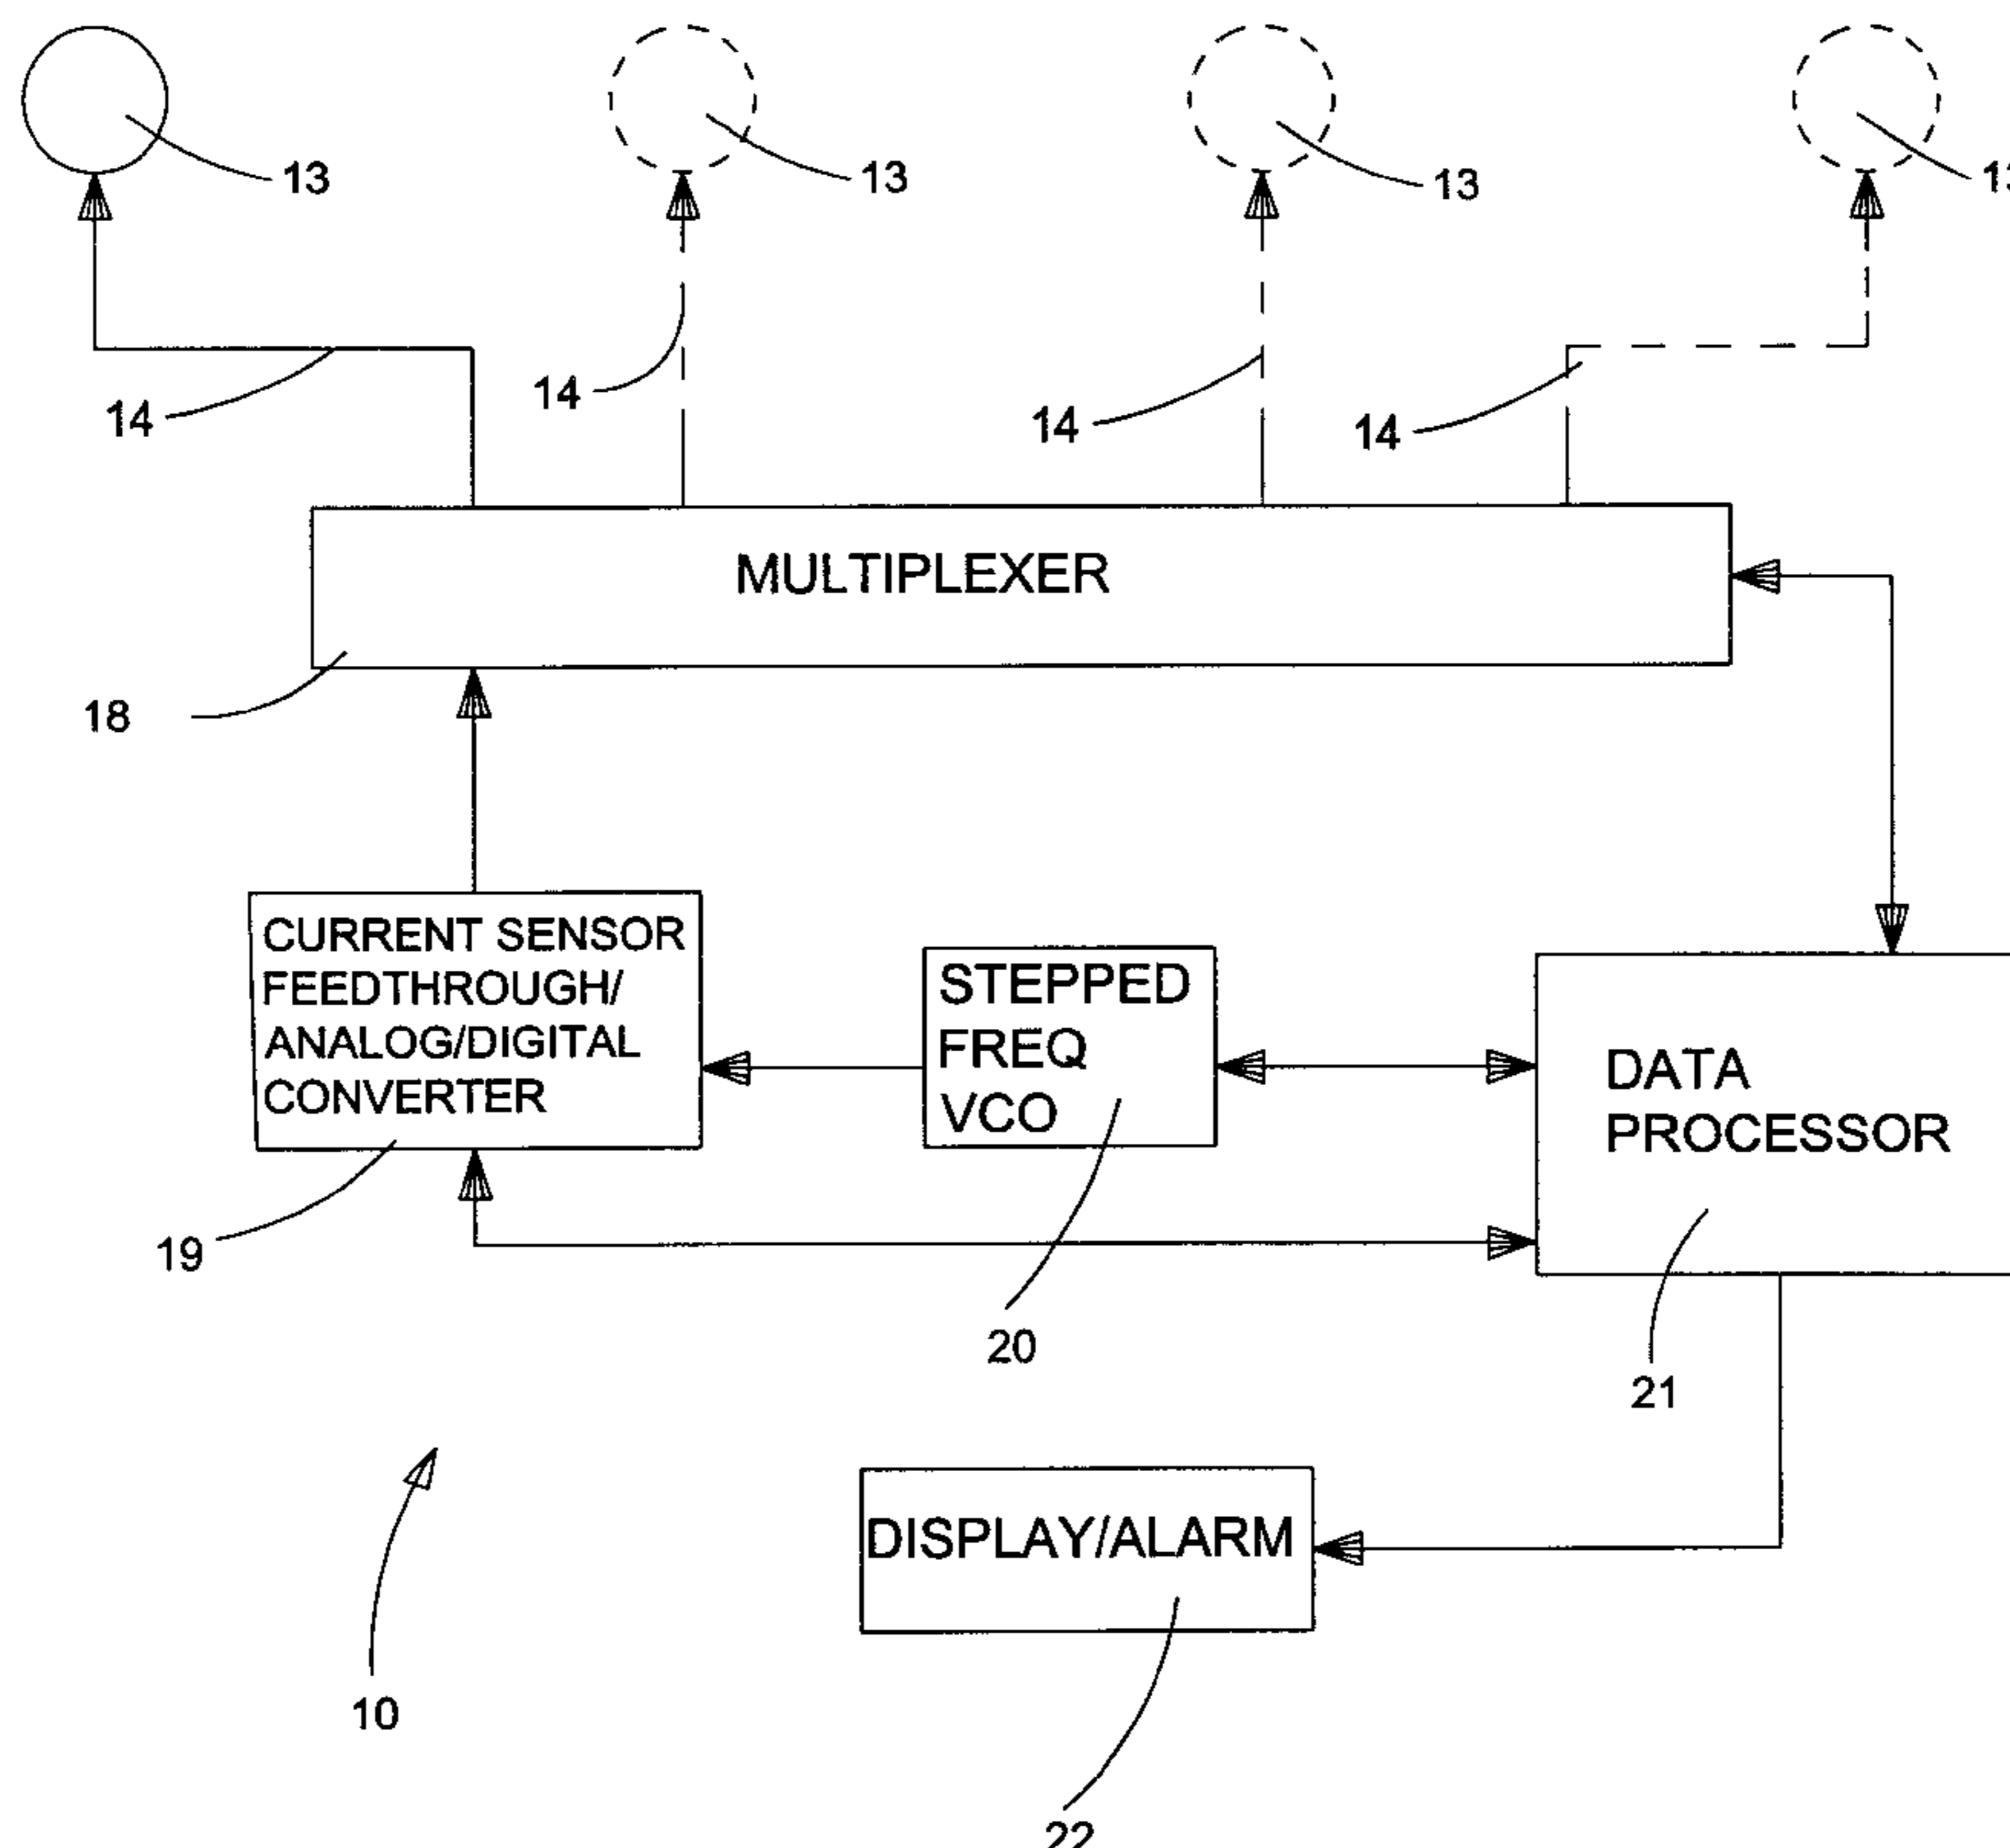 13
13
13
14
14
14
14
MULTIPLEXER
18
CURRENT SENSOR
FEEDTHROUGH/
ANALOG/DIGITAL
CONVERTER
STEPPED
FREQ
VCO
DATA
PROCESSOR
19
20
21
DISPLAY/ALARM
10
22